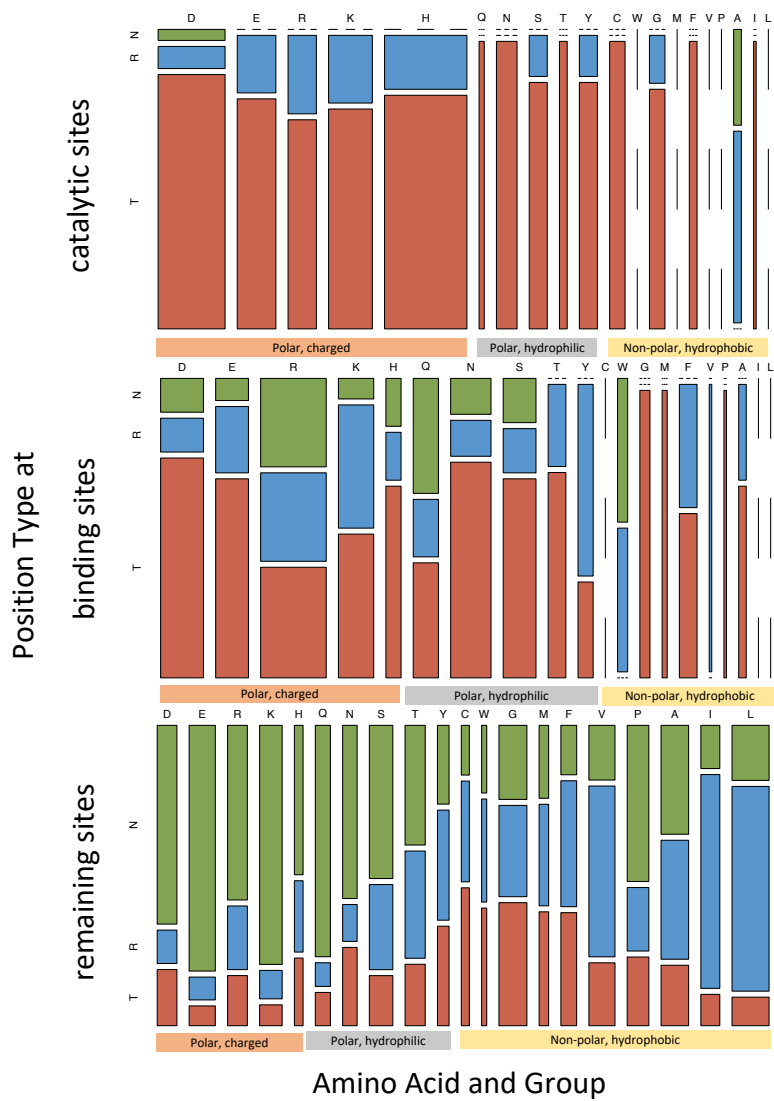 D E R K H Q N S T Y C W G M F V P A I L
N
R
T
catalytic sites
Polar, charged Polar, hydrophilic Non-polar, hydrophobic
D E R K H Q N S T Y C W G M F V P A I L
N
R
T
Position Type at
binding sites
Polar, charged Polar, hydrophilic Non-polar, hydrophobic
D E R K H Q N S T Y C W G M F V P A I L
N
R
T
remaining sites
Polar, charged Polar, hydrophilic Non-polar, hydrophobic
Amino Acid and Group